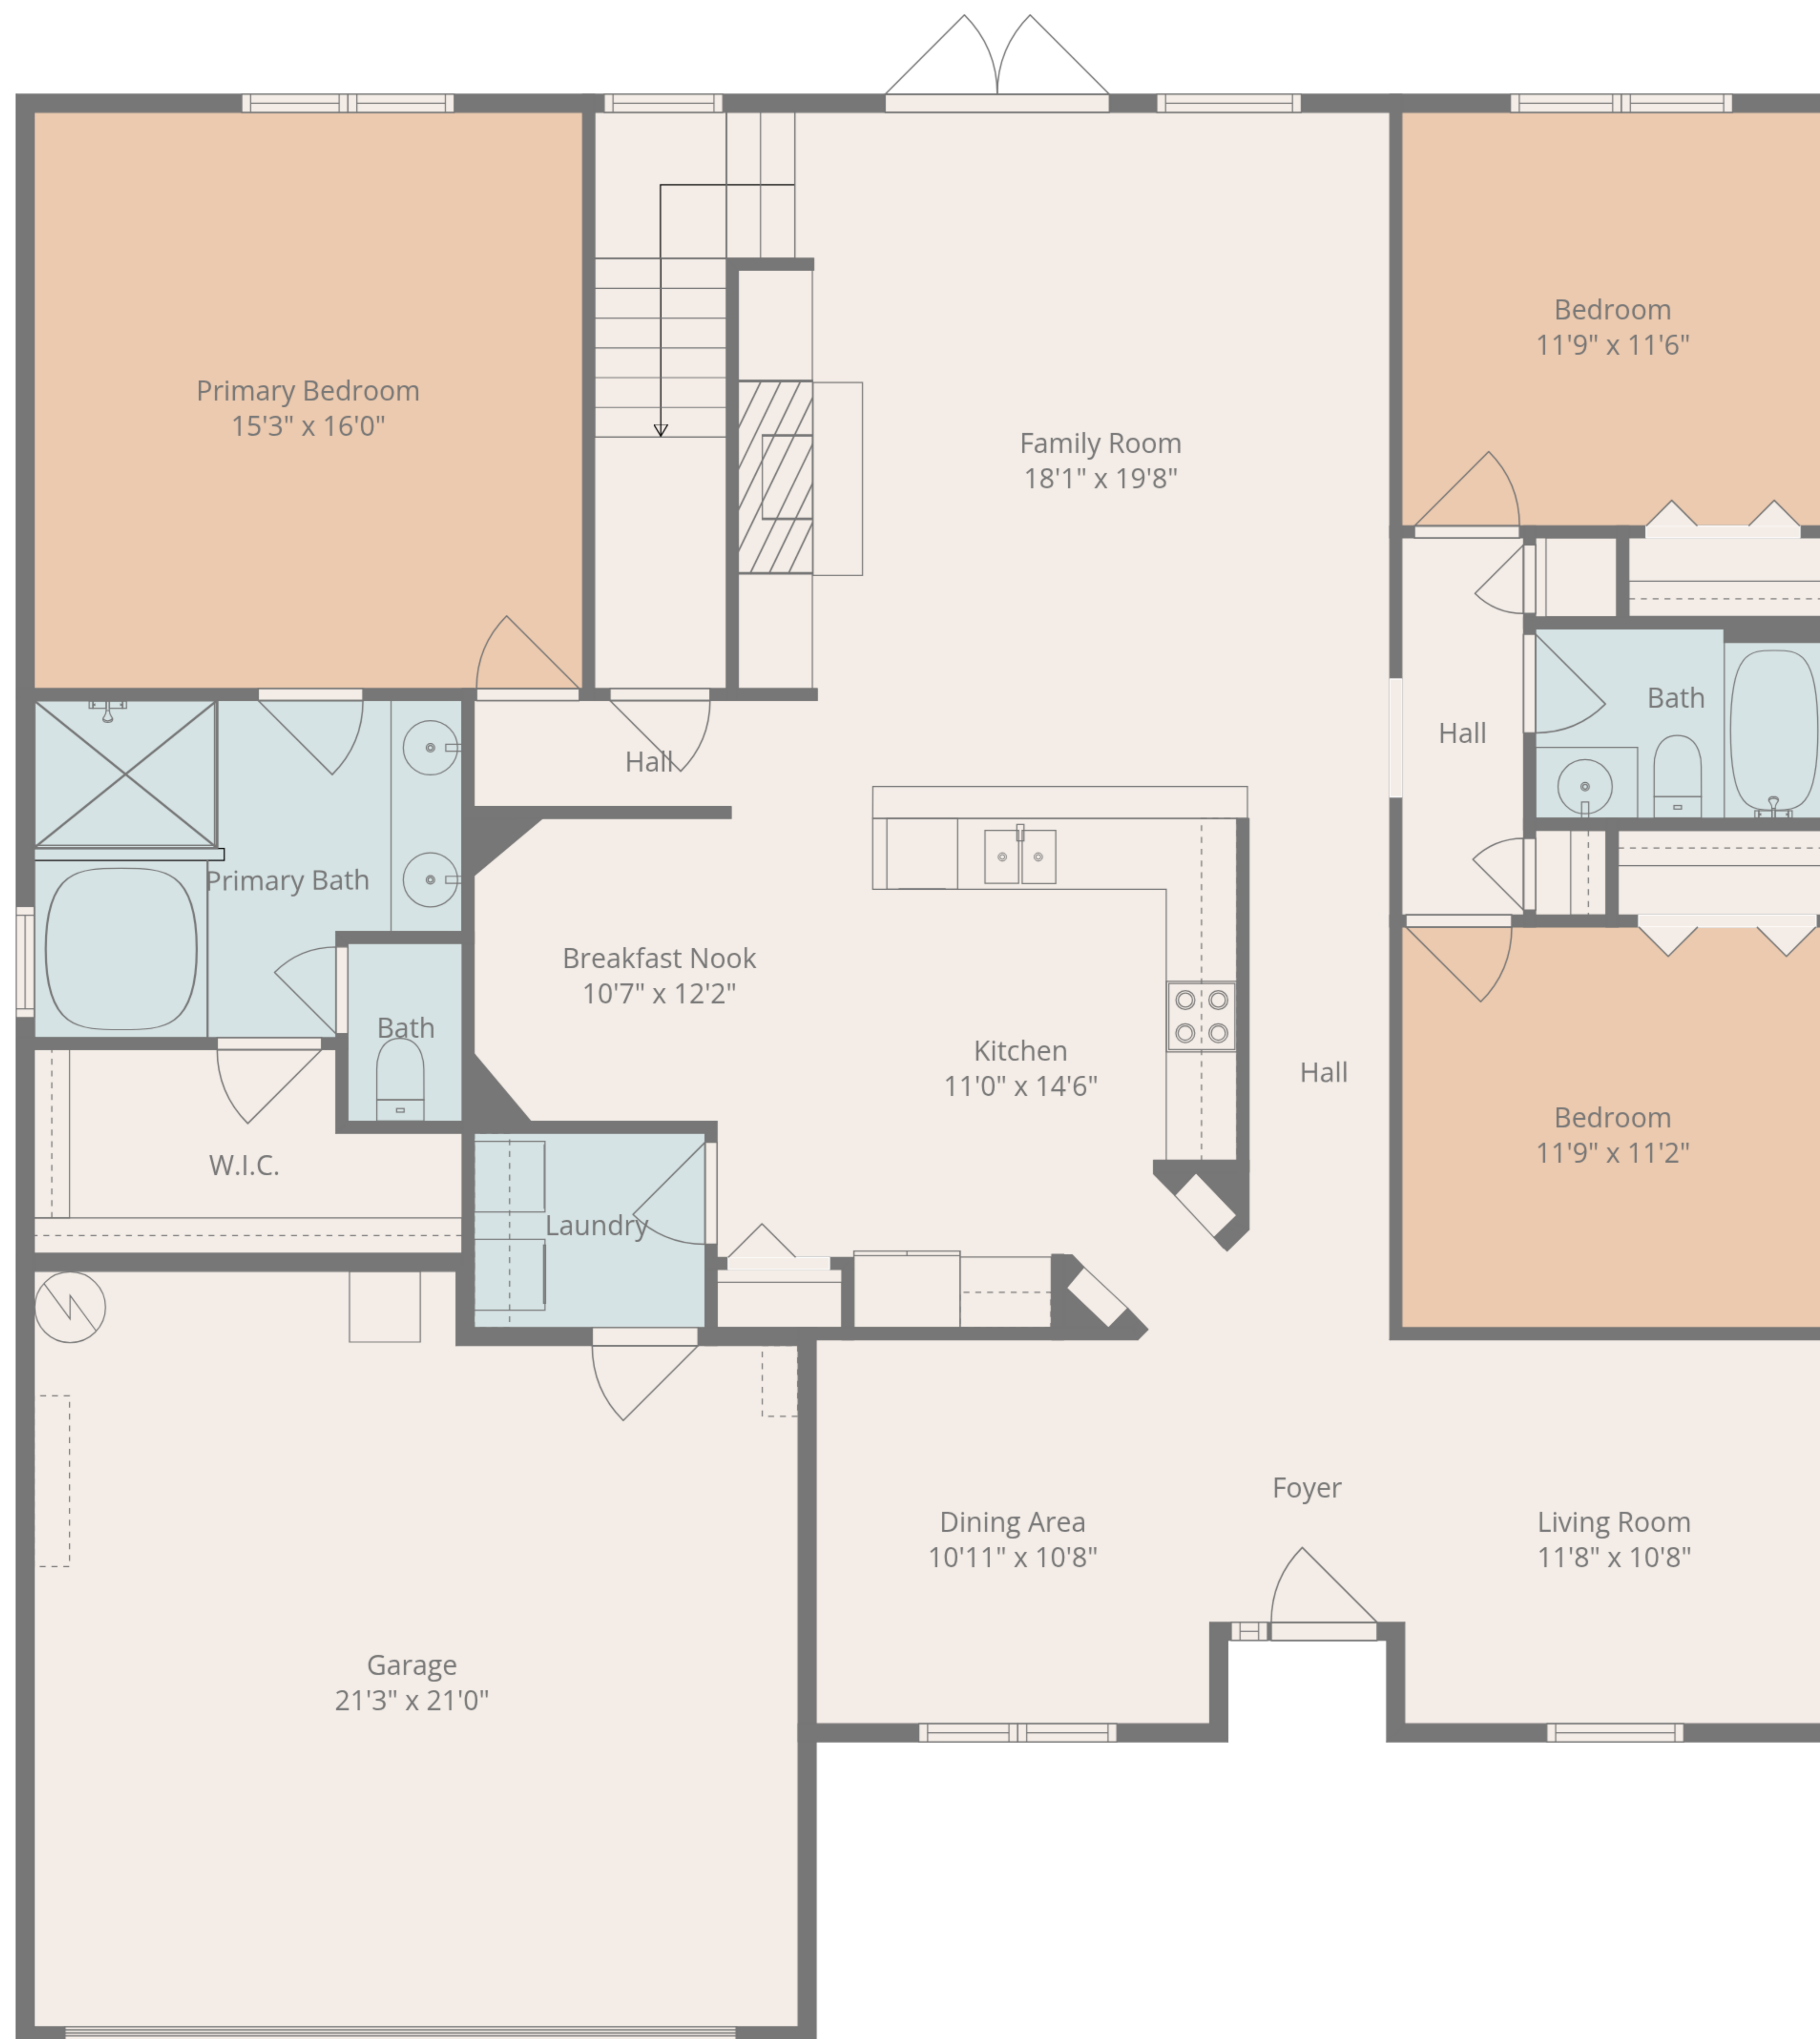 Bedroom
11'9" x 11'6"
Primary Bedroom
15'3" x 16'0"
Family Room
18'1" x 19'8"
Bath
Hall
Hall
Primary Bath
Breakfast Nook
10'7" x 12'2"
Bath
Kitchen
11'0" x 14'6"
Hall
Bedroom
11'9" x 11'2"
W.I.C.
Laundry
Foyer
Dining Area
10'11" x 10'8"
Living Room
11'8" x 10'8"
Garage
21'3" x 21'0"